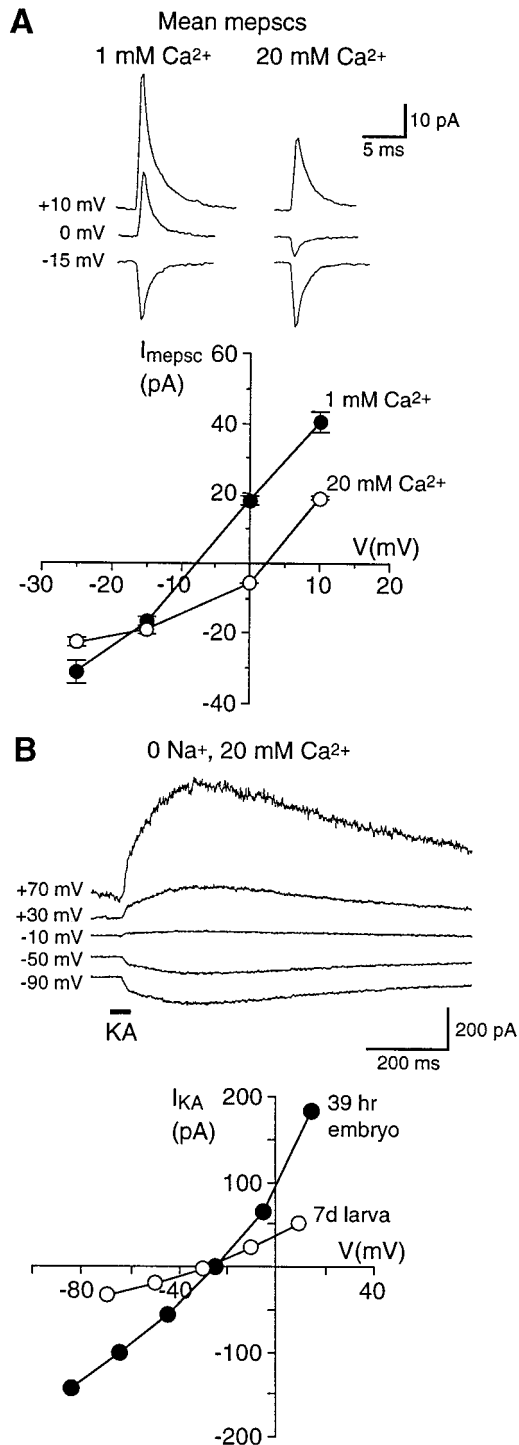 A
Mean mepscs
1 mM Ca2+ 20 mM Ca2+
10 pA
5 ms
+10 mV
0 mV
-15 mV
Imepsc
(pA)
60
40
20
-20
-40
1 mM Ca2+
20 mM Ca2+
V(mV)
-30 -20 -10 0 10 20
B
0 Na+, 20 mM Ca2+
+70 mV
+30 mV
-10 mV
-50 mV
-90 mV
KA
200 pA
200 ms
IKA
(pA)
200
100
-100
-200
39 hr
embryo
7d larva
V(mV)
-80 -40 0 40